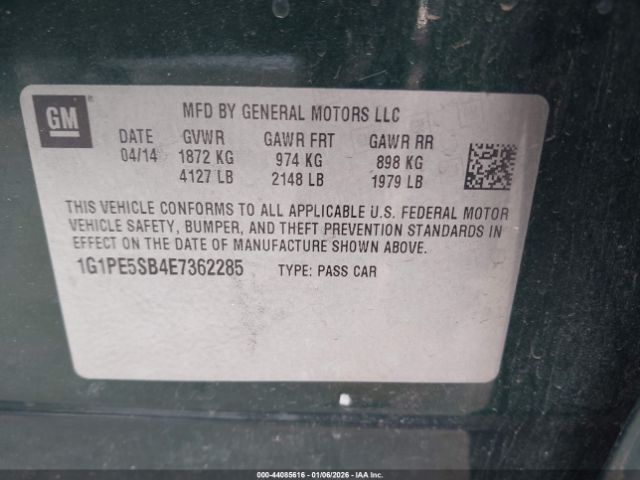 GM
MFD BY GENERAL MOTORS LLC
DATE GVWR GAWR FRT GAWR RR
04/14 1872 KG 974 KG 898 KG
4127 LB 2148 LB 1979 LB
THIS VEHICLE CONFORMS TO ALL APPLICABLE U.S. FEDERAL MOTOR
VEHICLE SAFETY, BUMPER, AND THEFT PREVENTION STANDARDS IN
EFFECT ON THE DATE OF MANUFACTURE SHOWN ABOVE.
1G1PE5SB4E7362285 TYPE: PASS CAR
000-44085616 - 01/06/2026 - IAA Inc.